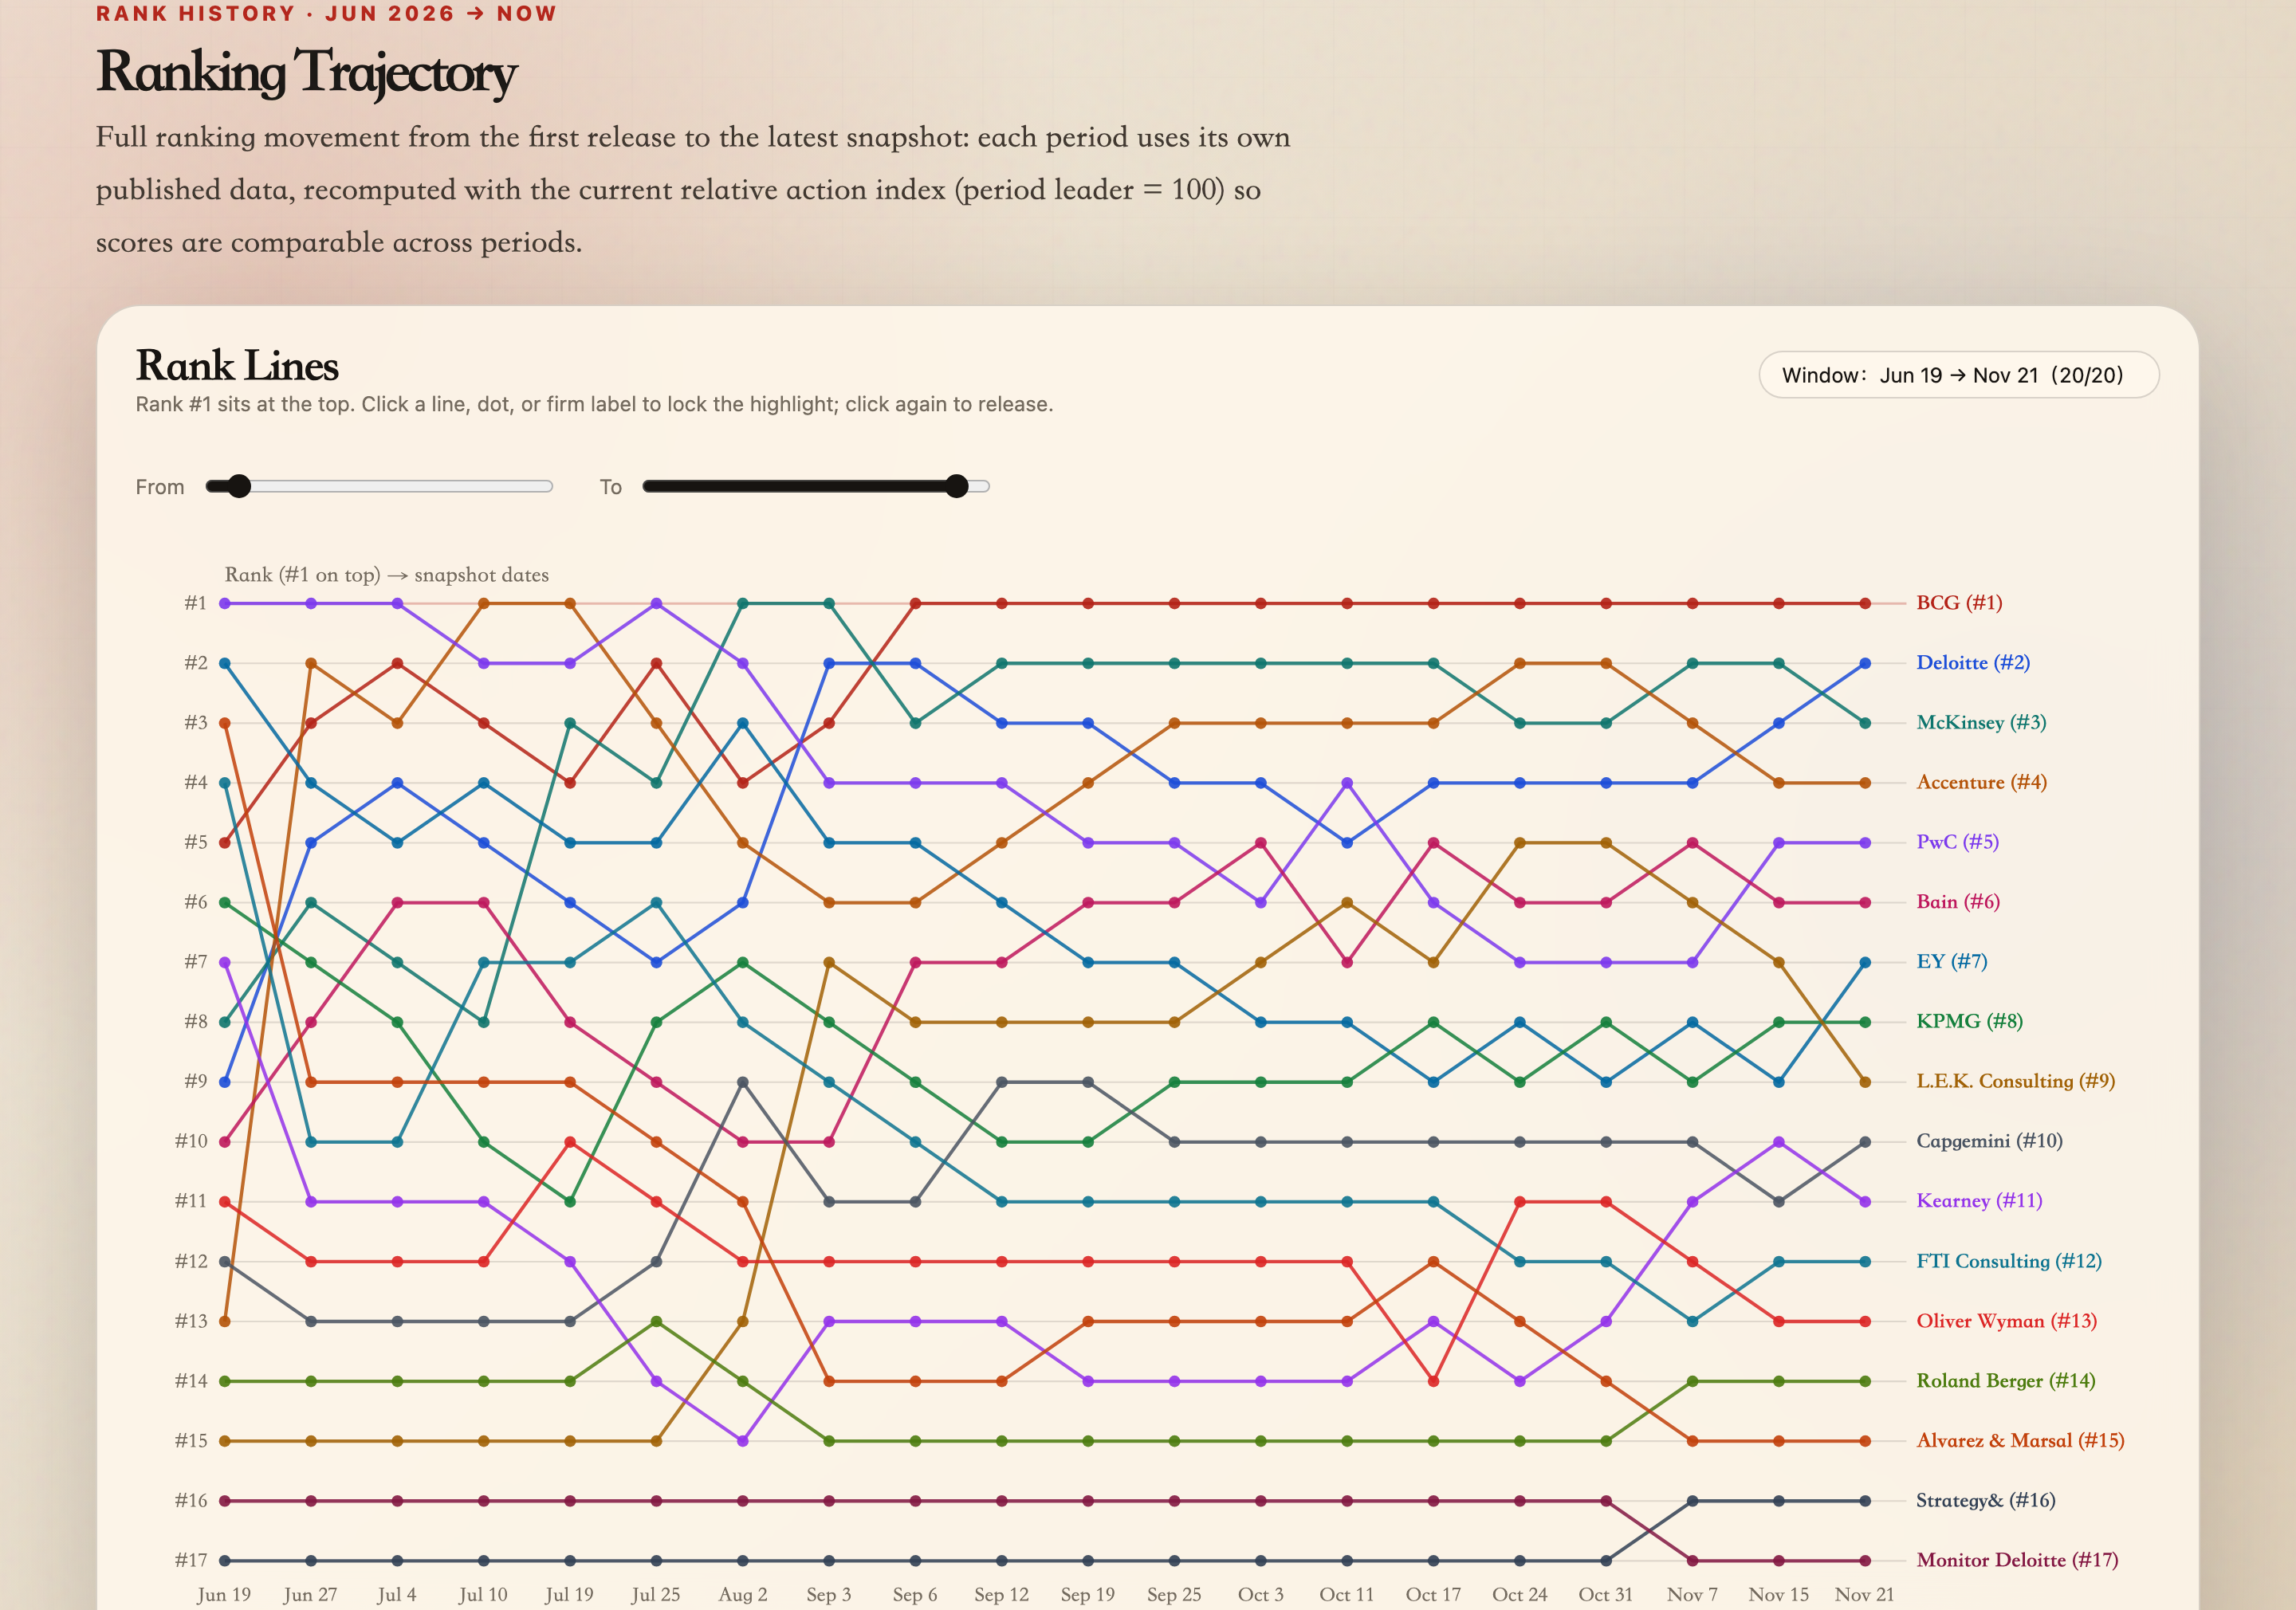 RANK HISTORY · JUN 2026 → NOW
Ranking Trajectory
Full ranking movement from the first release to the latest snapshot: each period uses its own
published data, recomputed with the current relative action index (period leader = 100) so
scores are comparable across periods.
Rank Lines
Window: Jun 19 → Nov 21 (20/20)
Rank #1 sits at the top. Click a line, dot, or firm label to lock the highlight; click again to release.
From To
Rank (#1 on top) → snapshot dates
#1 BCG (#1)
#2 Deloitte (#2)
#3 McKinsey (#3)
#4 Accenture (#4)
#5 PwC (#5)
#6 Bain (#6)
#7 EY (#7)
#8 KPMG (#8)
#9 L.E.K. Consulting (#9)
#10 Capgemini (#10)
#11 Kearney (#11)
#12 FTI Consulting (#12)
#13 Oliver Wyman (#13)
#14 Roland Berger (#14)
#15 Alvarez & Marsal (#15)
#16 Strategy& (#16)
#17 Monitor Deloitte (#17)
Jun 19 Jun 27 Jul 4 Jul 10 Jul 19 Jul 25 Aug 2 Sep 3 Sep 6 Sep 12 Sep 19 Sep 25 Oct 3 Oct 11 Oct 17 Oct 24 Oct 31 Nov 7 Nov 15 Nov 21